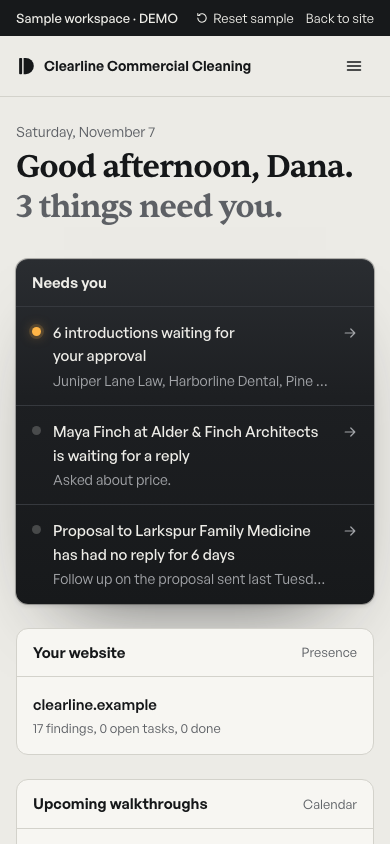 Sample workspace · DEMO
Reset sample
Back to site
Clearline Commercial Cleaning
Saturday, November 7
Good afternoon, Dana.
3 things need you.
Needs you
6 introductions waiting for
your approval
Juniper Lane Law, Harborline Dental, Pine ...
Maya Finch at Alder & Finch Architects
is waiting for a reply
Asked about price.
Proposal to Larkspur Family Medicine
has had no reply for 6 days
Follow up on the proposal sent last Tuesd...
Your website
Presence
clearline.example
17 findings, 0 open tasks, 0 done
Upcoming walkthroughs
Calendar